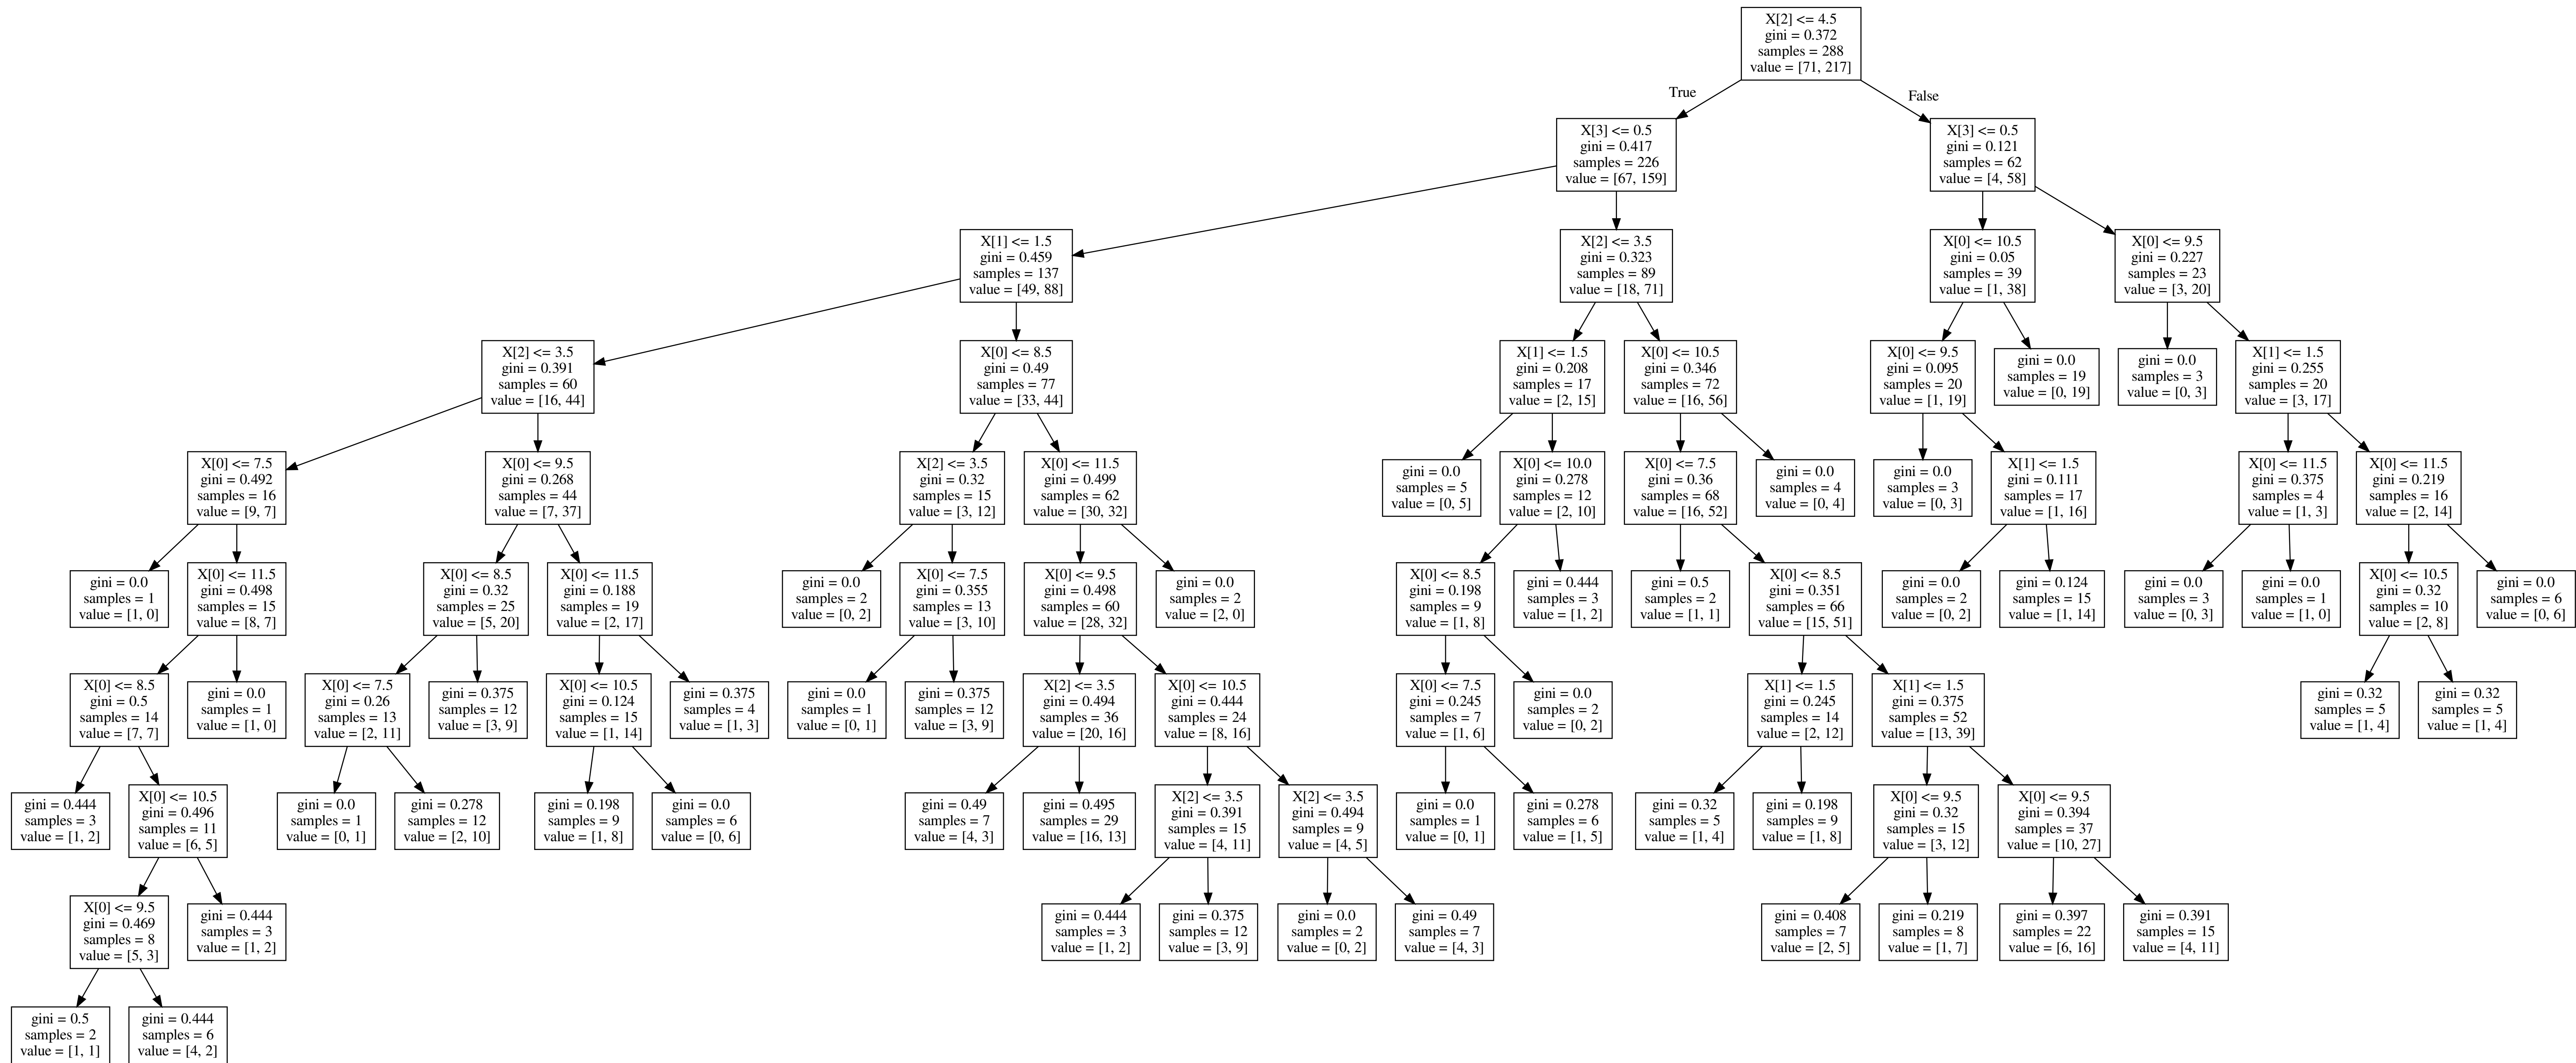 X[2] <= 4.5
gini = 0.372
samples = 288
value = [71, 217]
True
False
X[3] <= 0.5
gini = 0.417
samples = 226
value = [67, 159]
X[3] <= 0.5
gini = 0.121
samples = 62
value = [4, 58]
X[1] <= 1.5
gini = 0.459
samples = 137
value = [49, 88]
X[2] <= 3.5
gini = 0.323
samples = 89
value = [18, 71]
X[0] <= 10.5
gini = 0.05
samples = 39
value = [1, 38]
X[0] <= 9.5
gini = 0.227
samples = 23
value = [3, 20]
X[2] <= 3.5
gini = 0.391
samples = 60
value = [16, 44]
X[0] <= 8.5
gini = 0.49
samples = 77
value = [33, 44]
X[1] <= 1.5
gini = 0.208
samples = 17
value = [2, 15]
X[0] <= 10.5
gini = 0.346
samples = 72
value = [16, 56]
X[0] <= 9.5
gini = 0.095
samples = 20
value = [1, 19]
gini = 0.0
samples = 19
value = [0, 19]
gini = 0.0
samples = 3
value = [0, 3]
X[1] <= 1.5
gini = 0.255
samples = 20
value = [3, 17]
X[0] <= 7.5
gini = 0.492
samples = 16
value = [9, 7]
X[0] <= 9.5
gini = 0.268
samples = 44
value = [7, 37]
X[2] <= 3.5
gini = 0.32
samples = 15
value = [3, 12]
X[0] <= 11.5
gini = 0.499
samples = 62
value = [30, 32]
gini = 0.0
samples = 5
value = [0, 5]
X[0] <= 10.0
gini = 0.278
samples = 12
value = [2, 10]
X[0] <= 7.5
gini = 0.36
samples = 68
value = [16, 52]
gini = 0.0
samples = 4
value = [0, 4]
gini = 0.0
samples = 3
value = [0, 3]
X[1] <= 1.5
gini = 0.111
samples = 17
value = [1, 16]
X[0] <= 11.5
gini = 0.375
samples = 4
value = [1, 3]
X[0] <= 11.5
gini = 0.219
samples = 16
value = [2, 14]
gini = 0.0
samples = 1
value = [1, 0]
X[0] <= 11.5
gini = 0.498
samples = 15
value = [8, 7]
X[0] <= 8.5
gini = 0.32
samples = 25
value = [5, 20]
X[0] <= 11.5
gini = 0.188
samples = 19
value = [2, 17]
gini = 0.0
samples = 2
value = [0, 2]
X[0] <= 7.5
gini = 0.355
samples = 13
value = [3, 10]
X[0] <= 9.5
gini = 0.498
samples = 60
value = [28, 32]
gini = 0.0
samples = 2
value = [2, 0]
X[0] <= 8.5
gini = 0.198
samples = 9
value = [1, 8]
gini = 0.444
samples = 3
value = [1, 2]
gini = 0.5
samples = 2
value = [1, 1]
X[0] <= 8.5
gini = 0.351
samples = 66
value = [15, 51]
gini = 0.0
samples = 2
value = [0, 2]
gini = 0.124
samples = 15
value = [1, 14]
gini = 0.0
samples = 3
value = [0, 3]
gini = 0.0
samples = 1
value = [1, 0]
X[0] <= 10.5
gini = 0.32
samples = 10
value = [2, 8]
gini = 0.0
samples = 6
value = [0, 6]
X[0] <= 8.5
gini = 0.5
samples = 14
value = [7, 7]
gini = 0.0
samples = 1
value = [1, 0]
X[0] <= 7.5
gini = 0.26
samples = 13
value = [2, 11]
gini = 0.375
samples = 12
value = [3, 9]
X[0] <= 10.5
gini = 0.124
samples = 15
value = [1, 14]
gini = 0.375
samples = 4
value = [1, 3]
gini = 0.0
samples = 1
value = [0, 1]
gini = 0.375
samples = 12
value = [3, 9]
X[2] <= 3.5
gini = 0.494
samples = 36
value = [20, 16]
X[0] <= 10.5
gini = 0.444
samples = 24
value = [8, 16]
X[0] <= 7.5
gini = 0.245
samples = 7
value = [1, 6]
gini = 0.0
samples = 2
value = [0, 2]
X[1] <= 1.5
gini = 0.245
samples = 14
value = [2, 12]
X[1] <= 1.5
gini = 0.375
samples = 52
value = [13, 39]
gini = 0.32
samples = 5
value = [1, 4]
gini = 0.32
samples = 5
value = [1, 4]
gini = 0.444
samples = 3
value = [1, 2]
X[0] <= 10.5
gini = 0.496
samples = 11
value = [6, 5]
gini = 0.0
samples = 1
value = [0, 1]
gini = 0.278
samples = 12
value = [2, 10]
gini = 0.198
samples = 9
value = [1, 8]
gini = 0.0
samples = 6
value = [0, 6]
gini = 0.49
samples = 7
value = [4, 3]
gini = 0.495
samples = 29
value = [16, 13]
X[2] <= 3.5
gini = 0.391
samples = 15
value = [4, 11]
X[2] <= 3.5
gini = 0.494
samples = 9
value = [4, 5]
gini = 0.0
samples = 1
value = [0, 1]
gini = 0.278
samples = 6
value = [1, 5]
gini = 0.32
samples = 5
value = [1, 4]
gini = 0.198
samples = 9
value = [1, 8]
X[0] <= 9.5
gini = 0.32
samples = 15
value = [3, 12]
X[0] <= 9.5
gini = 0.394
samples = 37
value = [10, 27]
X[0] <= 9.5
gini = 0.469
samples = 8
value = [5, 3]
gini = 0.444
samples = 3
value = [1, 2]
gini = 0.444
samples = 3
value = [1, 2]
gini = 0.375
samples = 12
value = [3, 9]
gini = 0.0
samples = 2
value = [0, 2]
gini = 0.49
samples = 7
value = [4, 3]
gini = 0.408
samples = 7
value = [2, 5]
gini = 0.219
samples = 8
value = [1, 7]
gini = 0.397
samples = 22
value = [6, 16]
gini = 0.391
samples = 15
value = [4, 11]
gini = 0.5
samples = 2
value = [1, 1]
gini = 0.444
samples = 6
value = [4, 2]